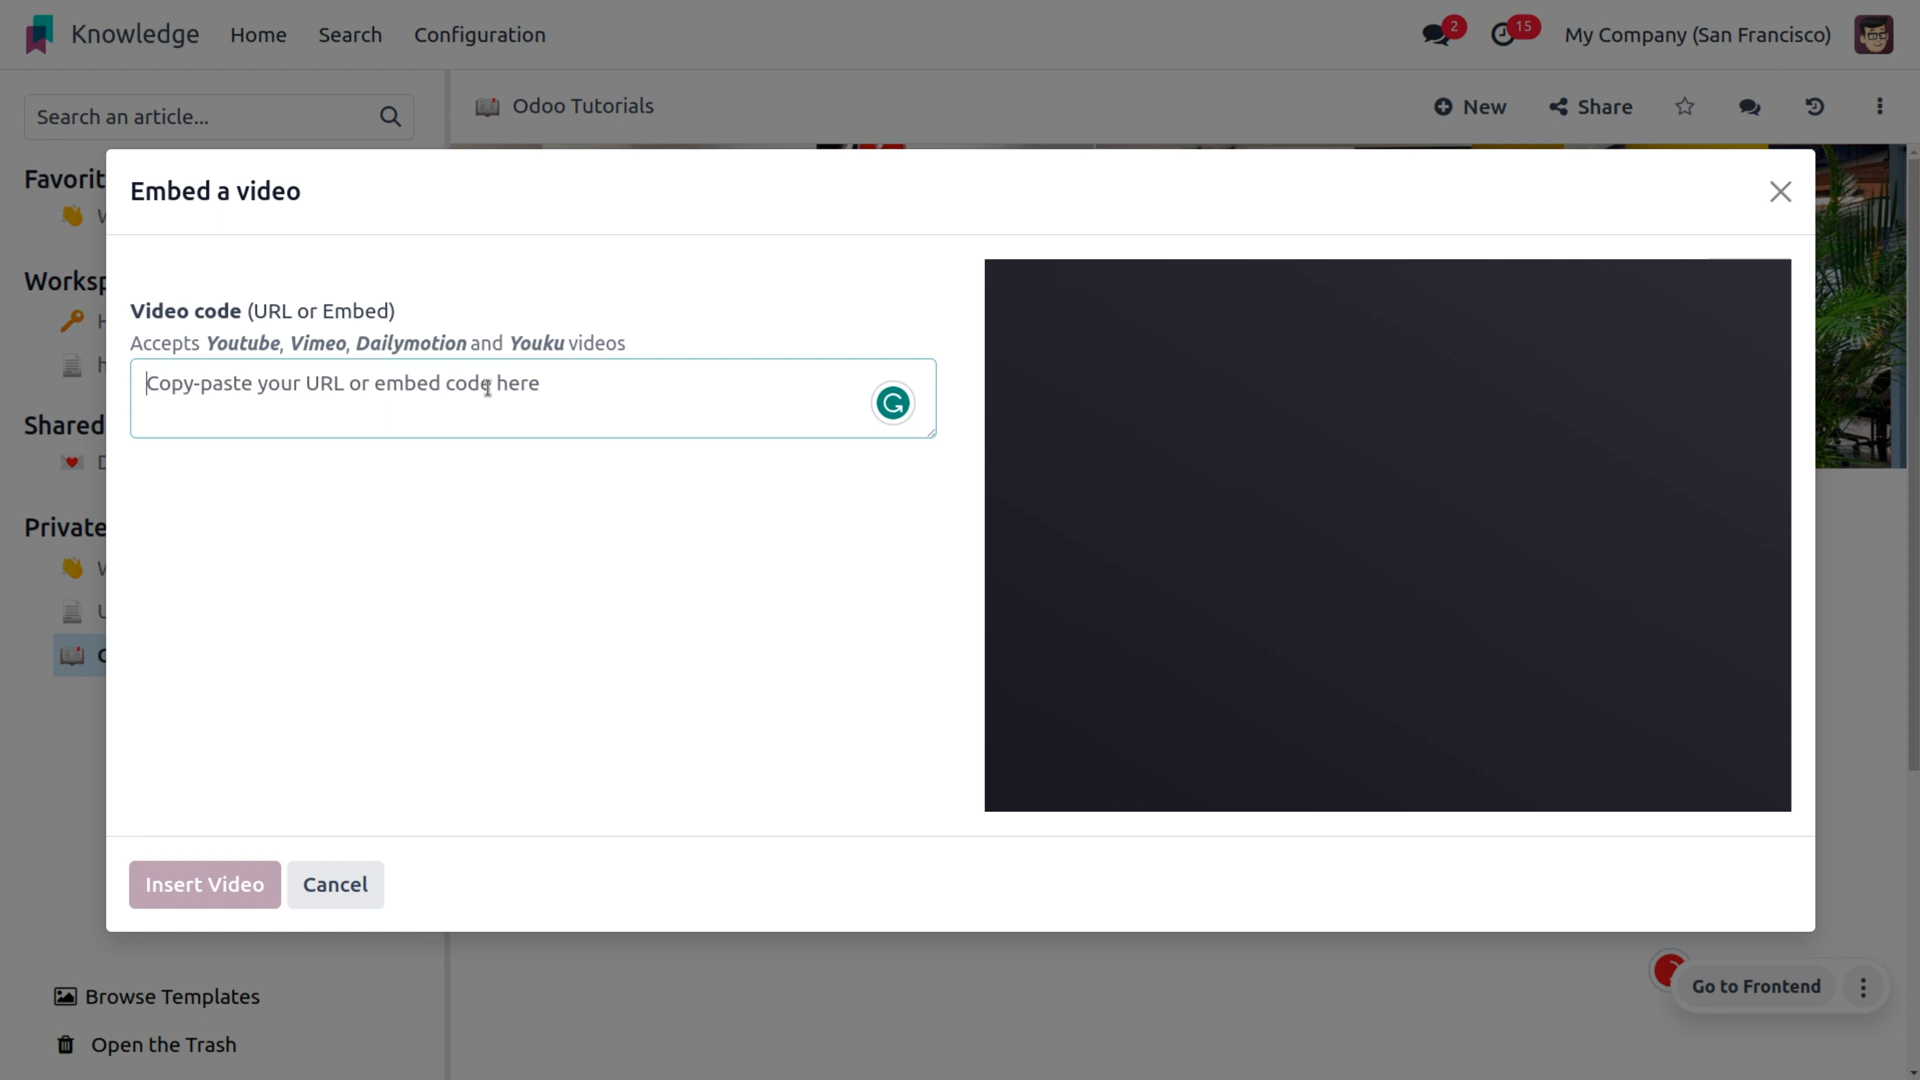 Knowledge Home Search Configuration 2 15 My Company (San Francisco)
Search an article...
Odoo Tutorials
New Share
Favorit
Embed a video
Worksp
Video code (URL or Embed)
Accepts Youtube, Vimeo, Dailymotion and Youku videos
Copy-paste your URL or embed code here
Shared
Private
Insert Video Cancel
Go to Frontend
Browse Templates
Open the Trash